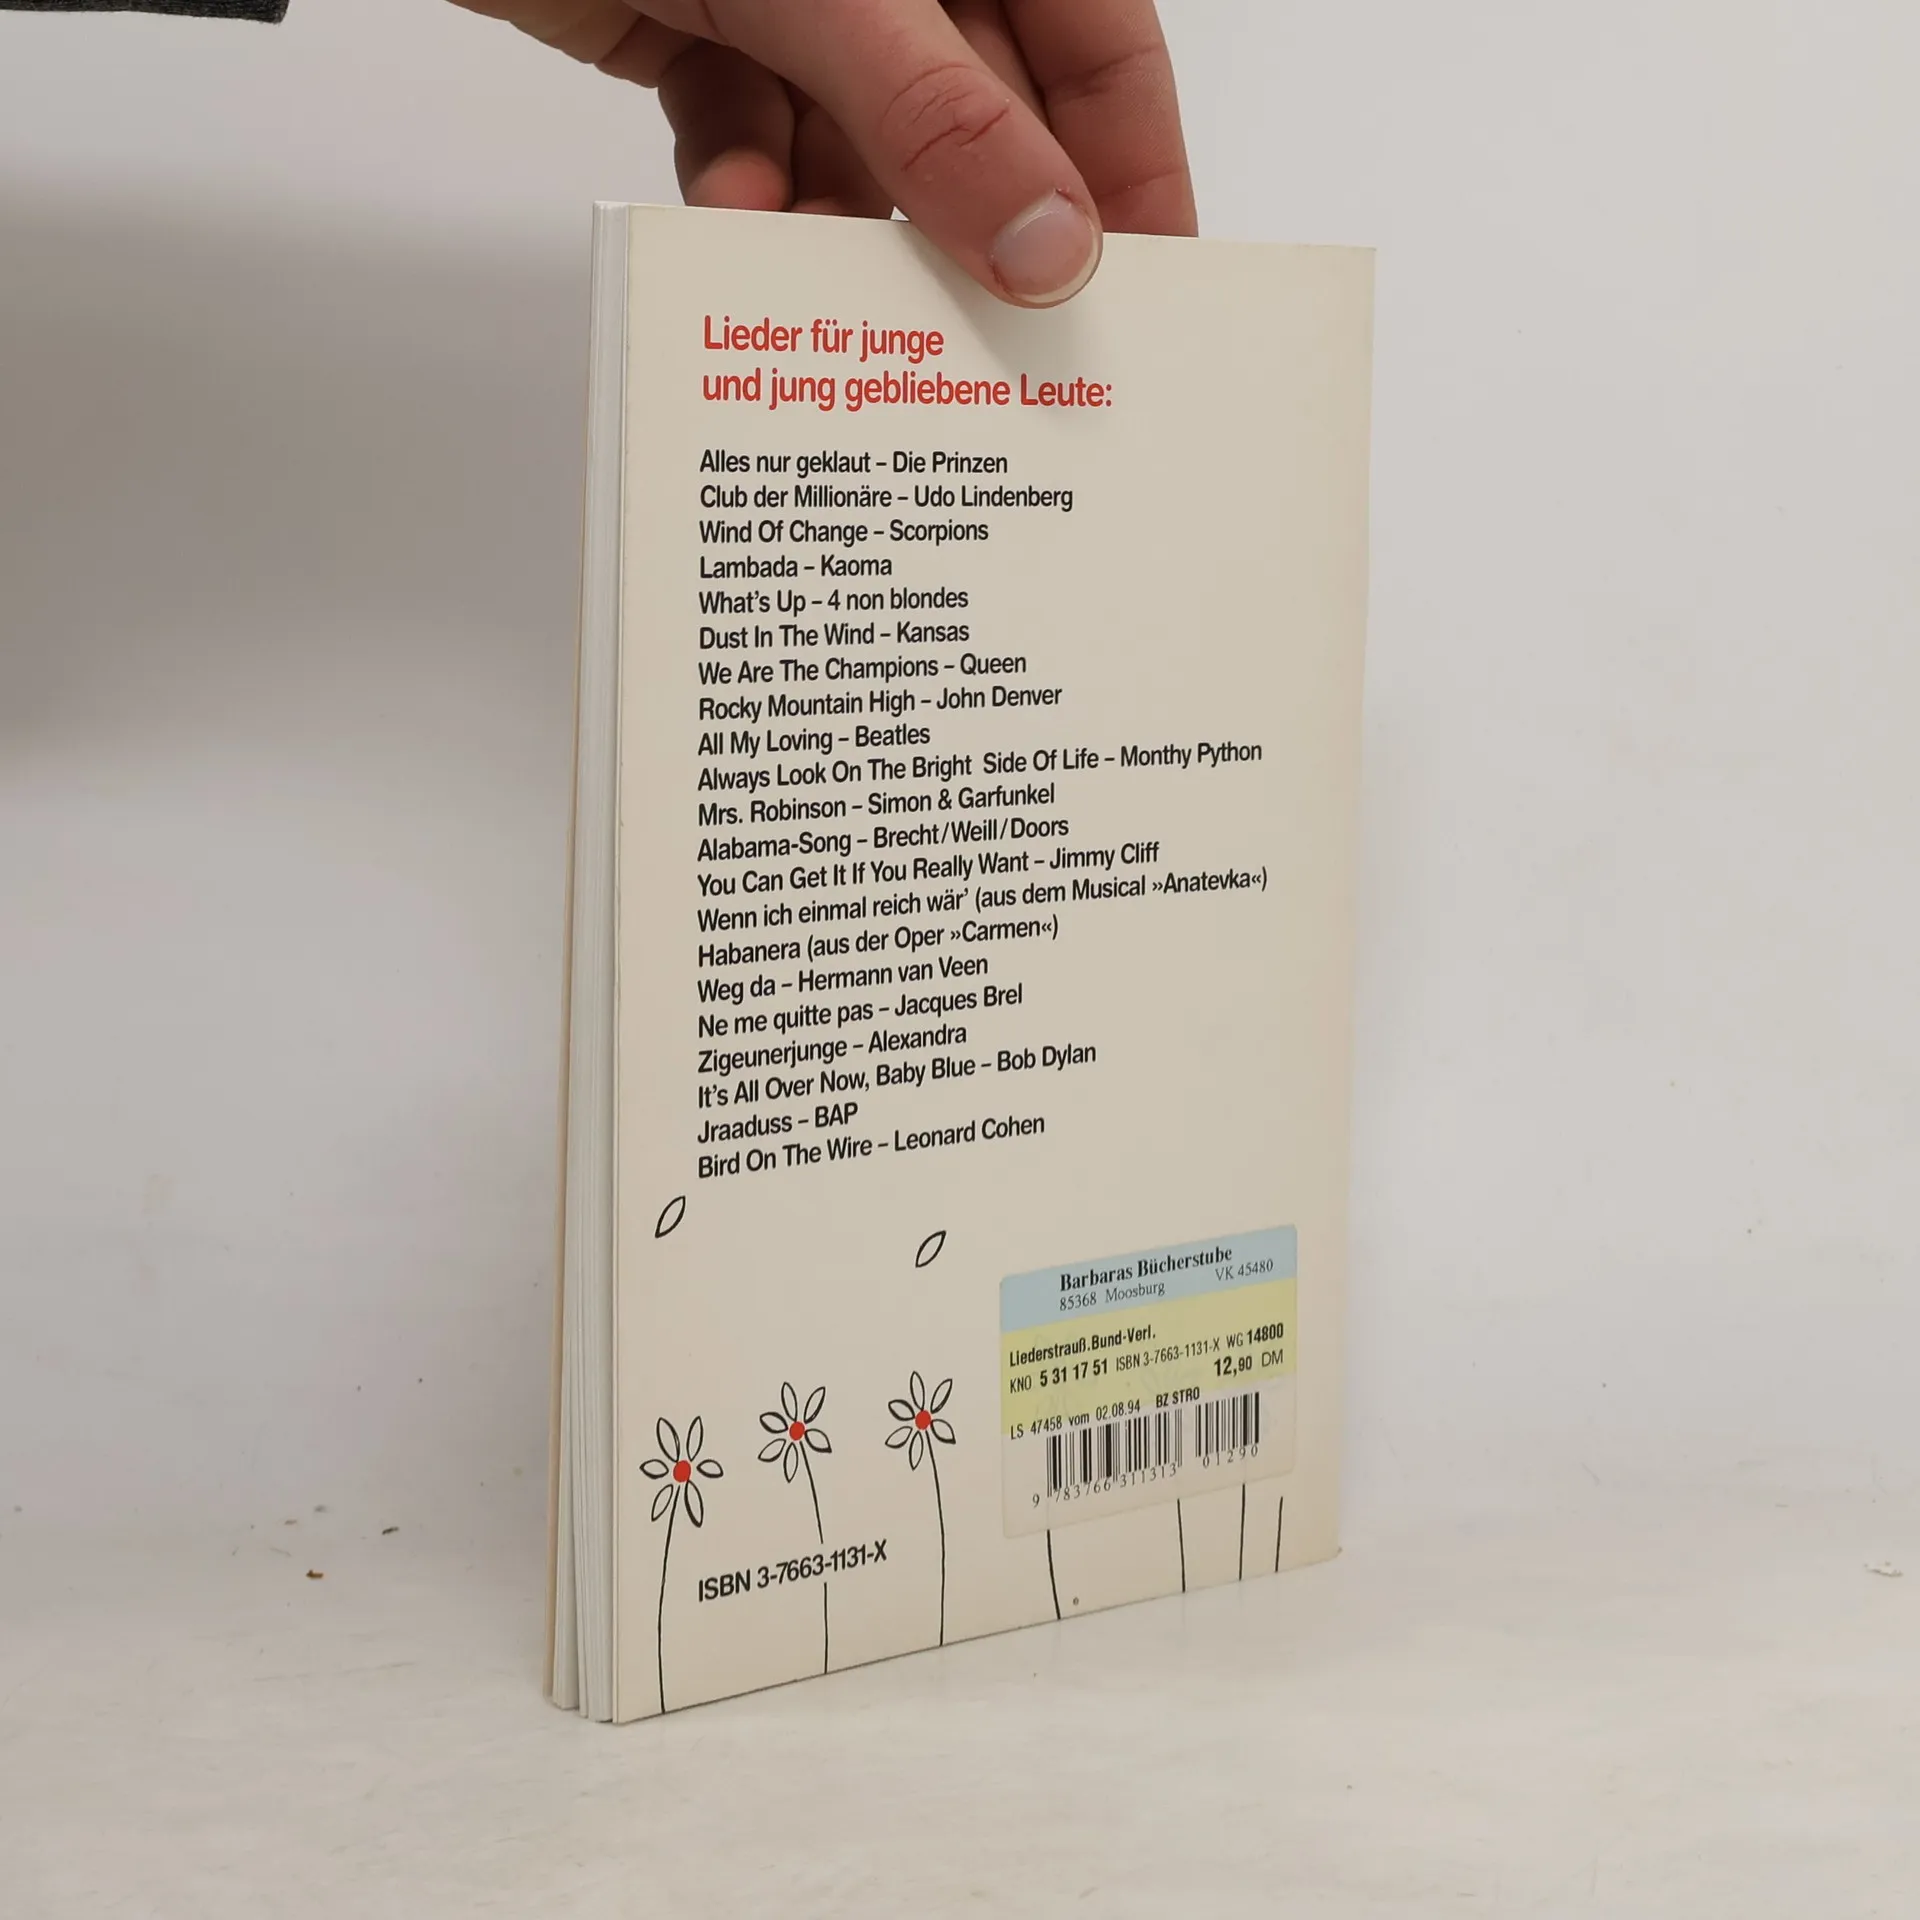 Lieder für junge
und jung gebliebene Leute:
Alles nur geklaut – Die Prinzen
Club der Millionäre – Udo Lindenberg
Wind Of Change – Scorpions
Lambada – Kaoma
What's Up – 4 non blondes
Dust In The Wind – Kansas
We Are The Champions – Queen
Rocky Mountain High – John Denver
All My Loving – Beatles
Always Look On The Bright Side Of Life – Monthy Python
Mrs. Robinson – Simon & Garfunkel
Alabama-Song – Brecht/Weill/Doors
You Can Get It If You Really Want – Jimmy Cliff
Wenn ich einmal reich wär' (aus dem Musical »Anatevka«)
Habanera (aus der Oper »Carmen«)
Weg da – Hermann van Veen
Ne me quitte pas – Jacques Brel
Zigeunerjunge – Alexandra
It's All Over Now, Baby Blue – Bob Dylan
Jraaduss – BAP
Bird On The Wire – Leonard Cohen
Barbaras Bücherstube
85368 Moosburg VK 45480
Liederstrauß.Bund-Verl.
KNO 5 31 17 51 ISBN 3-7663-1131-X WG 14800
12,90 DM
LS 47458 vom 02.08.94 BZ STRO
9 783766 311313 01290
ISBN 3-7663-1131-X